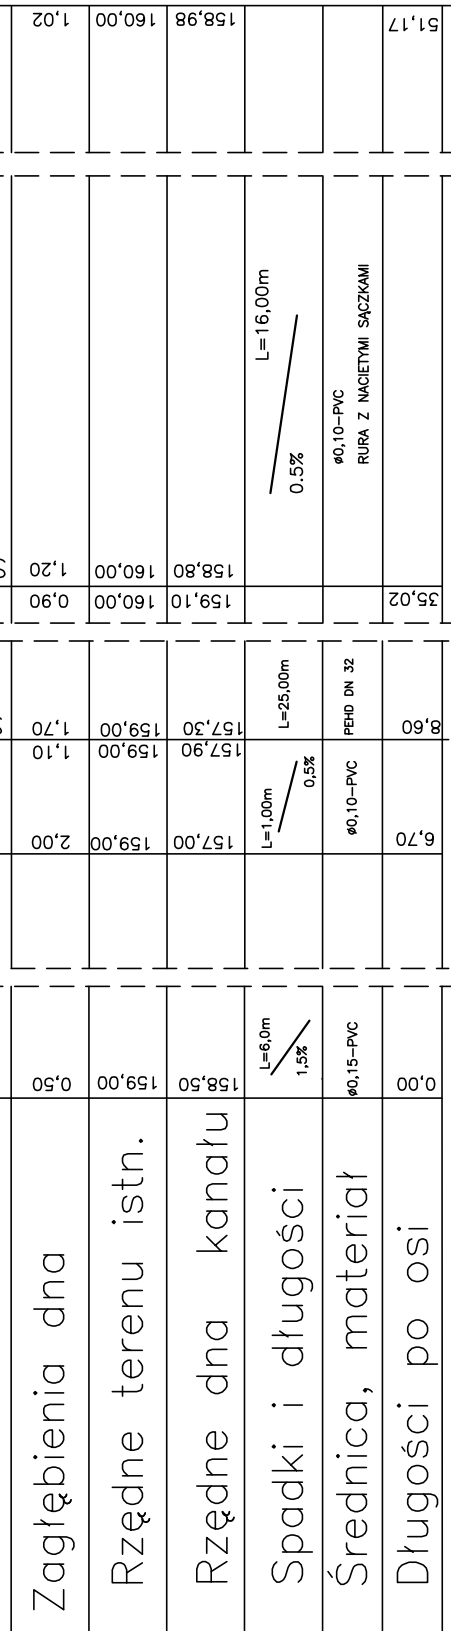 Zagłębienia dna
0,50
2,00
1,10
1,70
0,90
1,20
1,02
Rzędne terenu istn.
159,00
159,00
159,00
159,00
160,00
160,00
160,00
Rzędne dna kanału
158,50
157,00
157,90
157,30
159,10
158,80
158,98
Spadki i długości
L=6,0m
1,5%
L=1,00m
0,5%
L=25,00m
L=16,00m
0.5%
Średnica, materiał
ø0,15-PVC
ø0,10-PVC
PEHD DN 32
ø0,10-PVC
RURA Z NACIETYMI SĄCZKAMI
Długości po osi
0,00
6,70
8,60
35,02
51,17